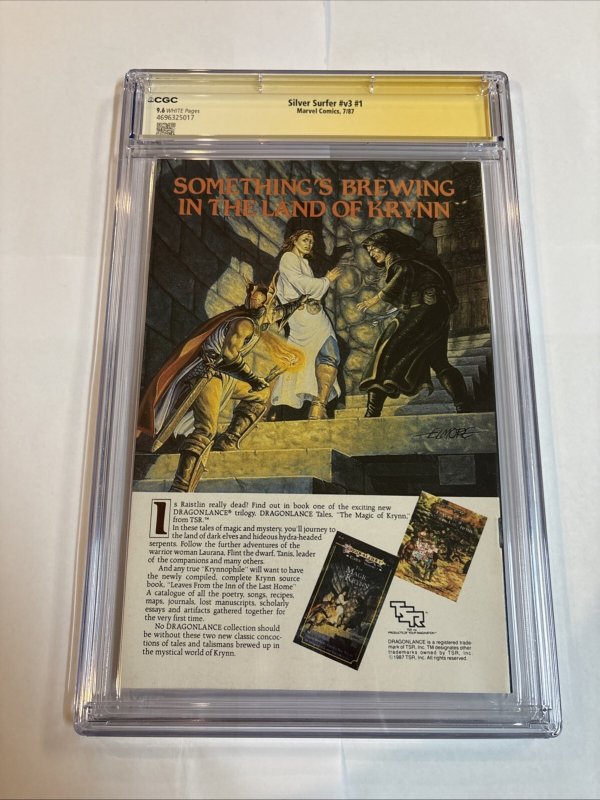 CGC
9.6 WHITE Pages
4696325017
Silver Surfer #v3 #1
Marvel Comics, 7/87
SOMETHING'S BREWING
IN THE LAND OF KRYNN
ELMORE
Is Raistlin really dead? Find out in book one of the exciting new
DRAGONLANCE® trilogy, DRAGONLANCE Tales, "The Magic of Krynn,"
from TSR.™
In these tales of magic and mystery, you'll journey to
the land of dark elves and hideous hydra-headed
serpents. Follow the further adventures of the
warrior woman Laurana, Flint the dwarf, Tanis, leader
of the companions and many others.
And any true "Krynnophile" will want to have
the newly compiled, complete Krynn source
book, "Leaves From the Inn of the Last Home"
A catalogue of all the poetry, songs, recipes,
maps, journals, lost manuscripts, scholarly
essays and artifacts gathered together for
the very first time.
No DRAGONLANCE collection should
be without these two new classic concoc-
tions of tales and talismans brewed up in
the mystical world of Krynn.
MAGIC
KRYNN
TSR
PRODUCTS OF YOUR IMAGINATION™
DRAGONLANCE is a registered trade-
mark of TSR, Inc. TM designates other
trademarks owned by TSR, Inc.
©1987 TSR, Inc. All rights reserved.